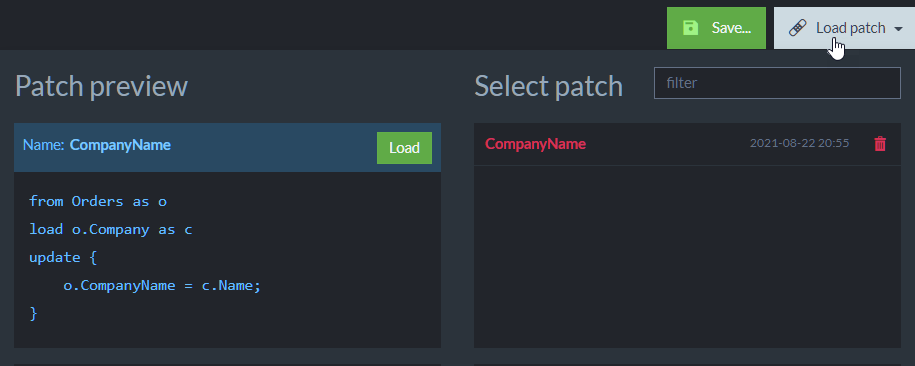 Save...
Load patch
Patch preview
Name: CompanyName
Load
from Orders as o
load o.Company as c
update {
    o.CompanyName = c.Name;
}
Select patch
filter
CompanyName 2021-08-22 20:55